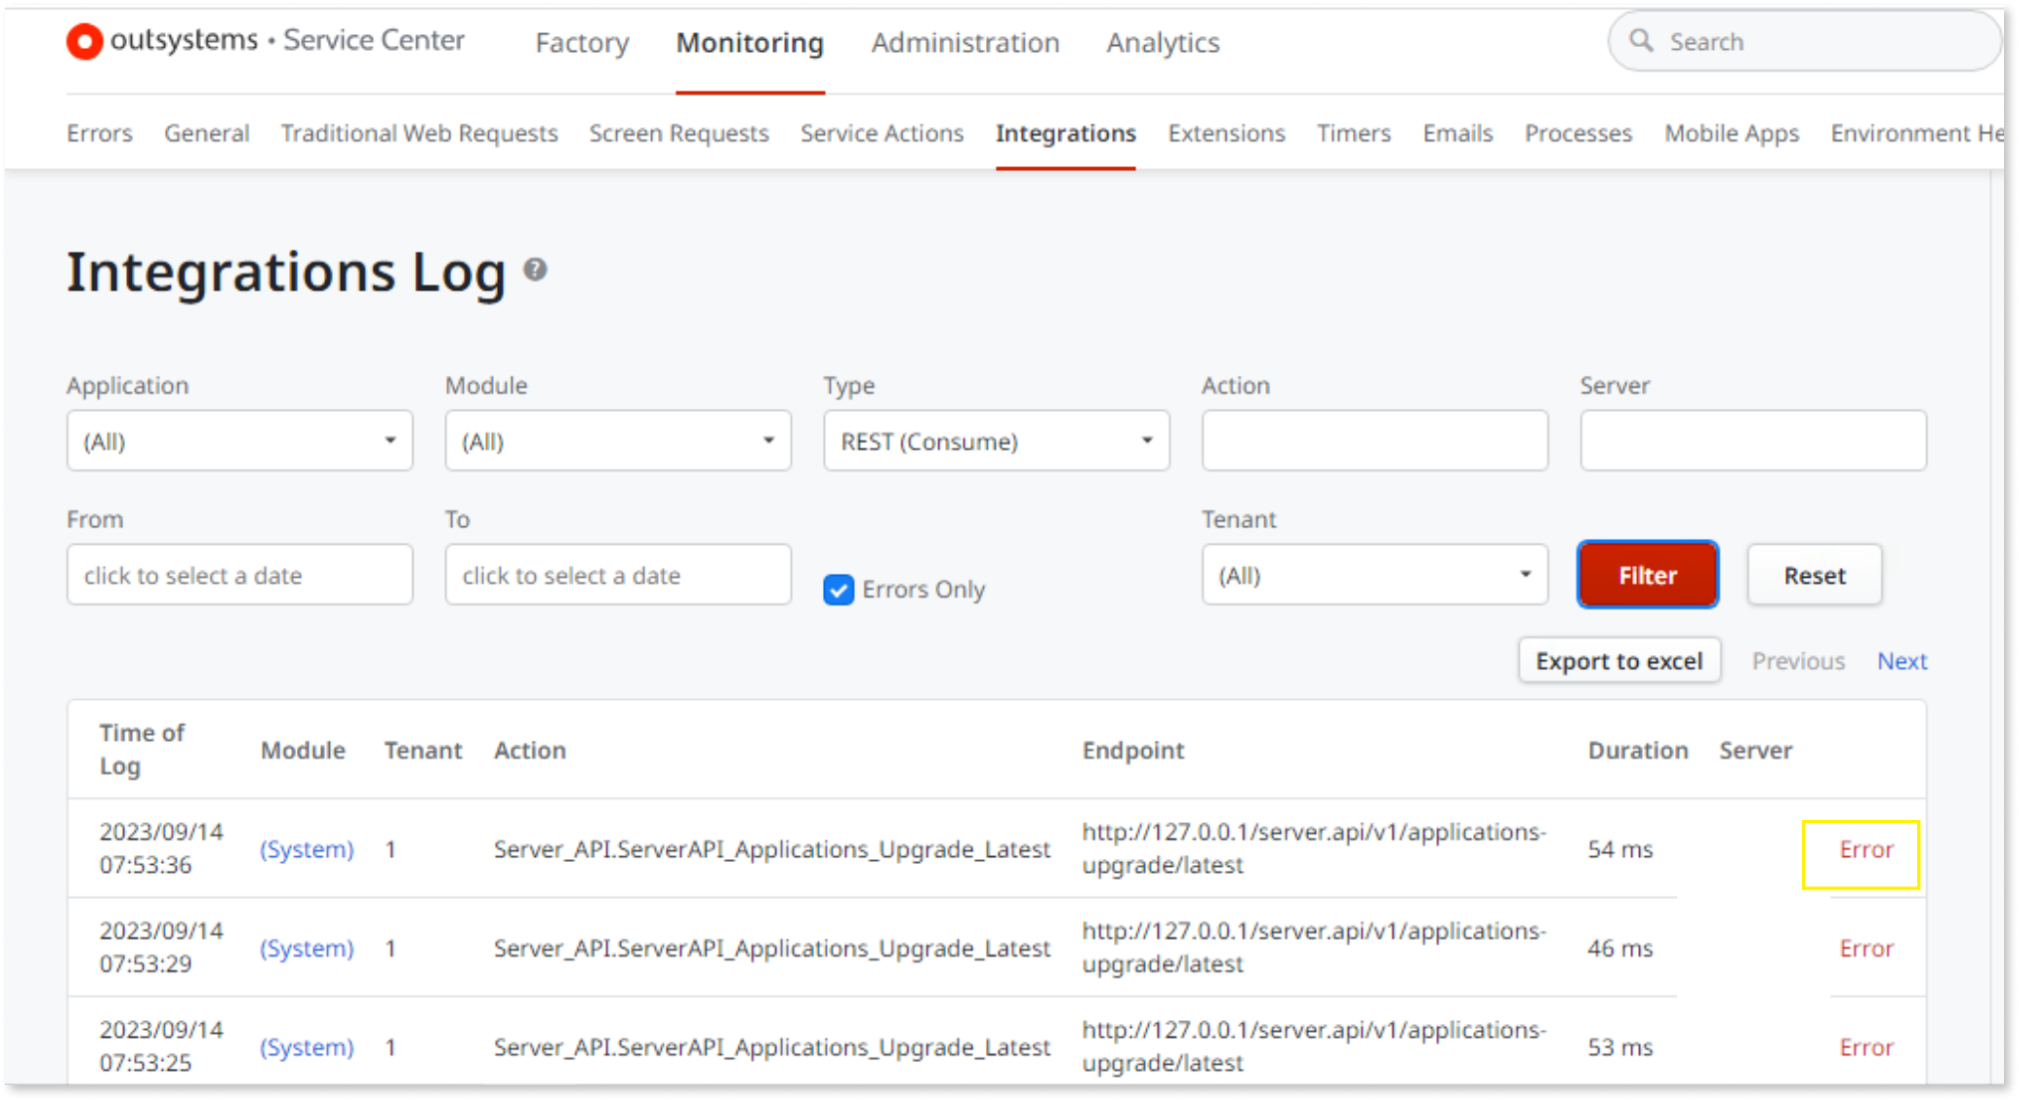 outsystems • Service Center Factory Monitoring Administration Analytics Search
Errors General Traditional Web Requests Screen Requests Service Actions Integrations Extensions Timers Emails Processes Mobile Apps Environment He
Integrations Log ?
Application Module Type Action Server
(All) (All) REST (Consume)
From To Tenant
click to select a date click to select a date Errors Only (All) Filter Reset
Export to excel Previous Next
Time of
Log Module Tenant Action Endpoint Duration Server
2023/09/14
07:53:36 (System) 1 Server_API.ServerAPI_Applications_Upgrade_Latest http://127.0.0.1/server.api/v1/applications-
upgrade/latest 54 ms Error
2023/09/14
07:53:29 (System) 1 Server_API.ServerAPI_Applications_Upgrade_Latest http://127.0.0.1/server.api/v1/applications-
upgrade/latest 46 ms Error
2023/09/14
07:53:25 (System) 1 Server_API.ServerAPI_Applications_Upgrade_Latest http://127.0.0.1/server.api/v1/applications-
upgrade/latest 53 ms Error